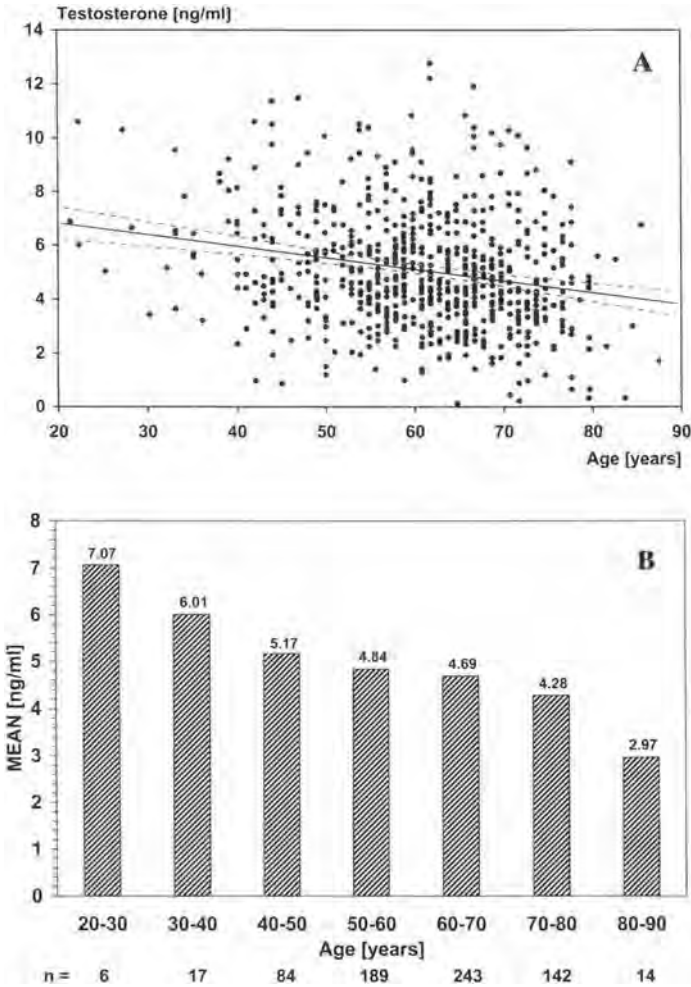 Testosterone [ng/ml]
14
A
12
10
8
6
4
2
0
20 30 40 50 60 70 80 90
Age [years]
8
B
7.07
7
6.01
6
5.17
5
4.84
4.69
4.28
4
MEAN [ng/ml]
3
2.97
2
1
0
20-30 30-40 40-50 50-60 60-70 70-80 80-90
Age [years]
n = 6 17 84 189 243 142 14